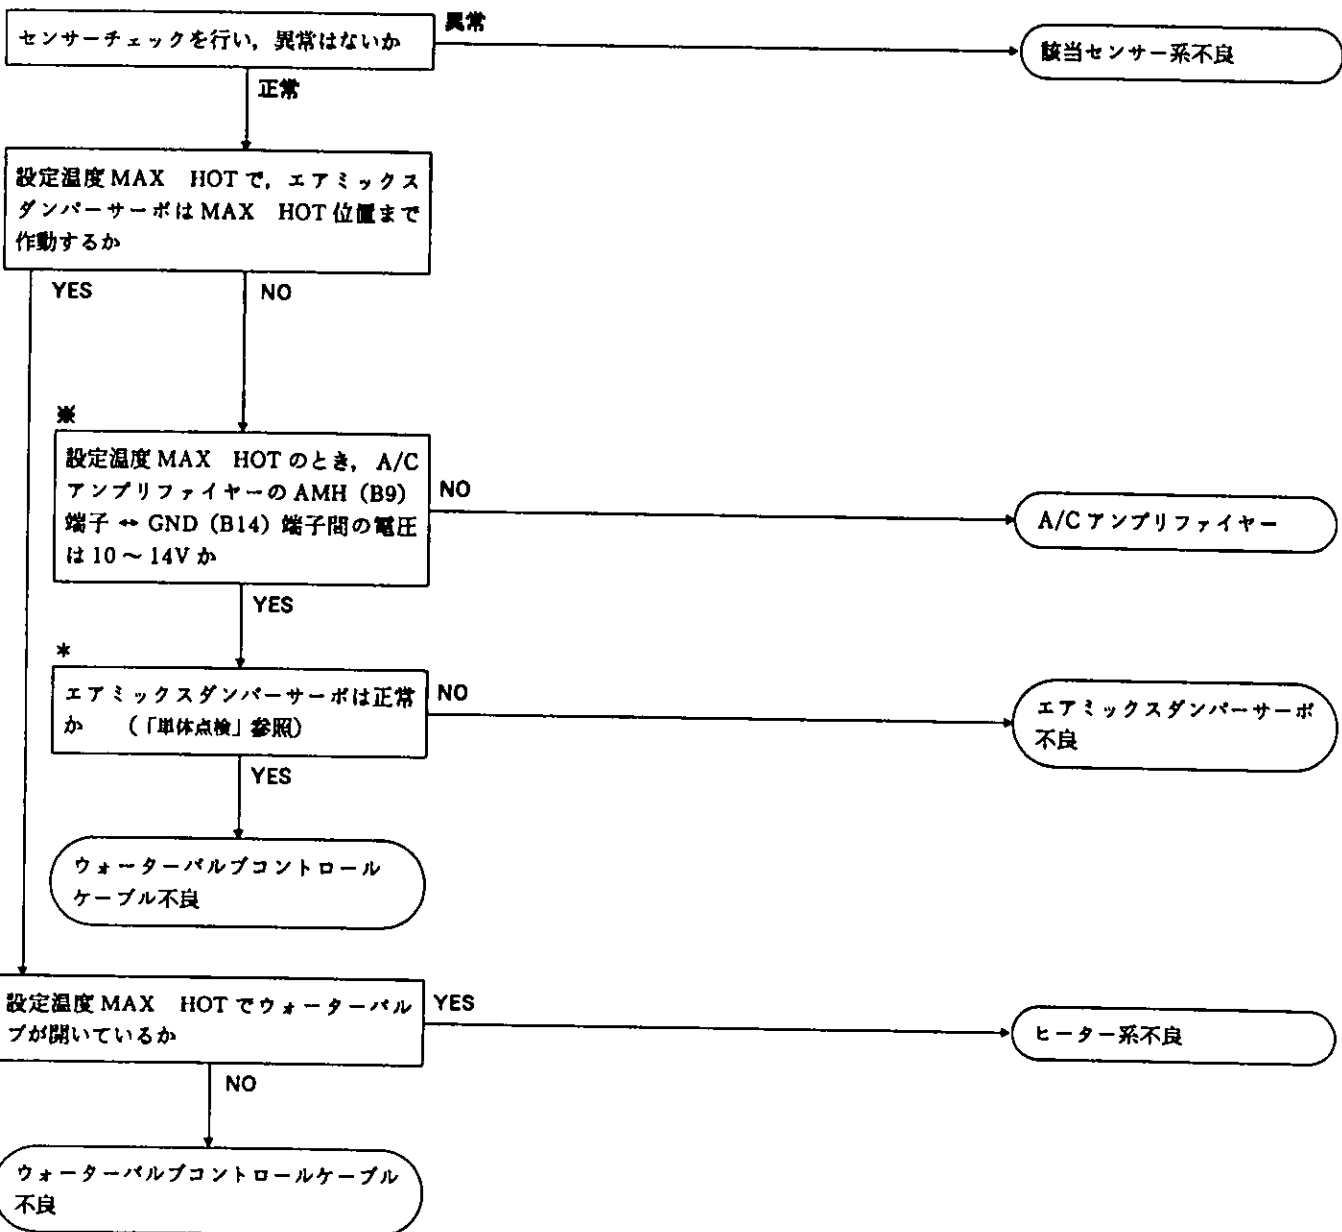 センサーチェックを行い，異常はないか
異常
該当センサー系不良
正常
設定温度 MAX HOT で，エアミックス
ダンパーサーボは MAX HOT 位置まで
作動するか
YES
NO
※
設定温度 MAX HOT のとき，A/C
アンプリファイヤーの AMH（B9）
端子 ↔ GND（B14）端子間の電圧
は 10 ～ 14V か
NO
A/C アンプリファイヤー
YES
*
エアミックスダンパーサーボは正常
か （「単体点検」参照）
NO
エアミックスダンパーサーボ
不良
YES
ウォーターバルブコントロール
ケーブル不良
設定温度 MAX HOT でウォーターバル
ブが開いているか
YES
ヒーター系不良
NO
ウォーターバルブコントロールケーブル
不良